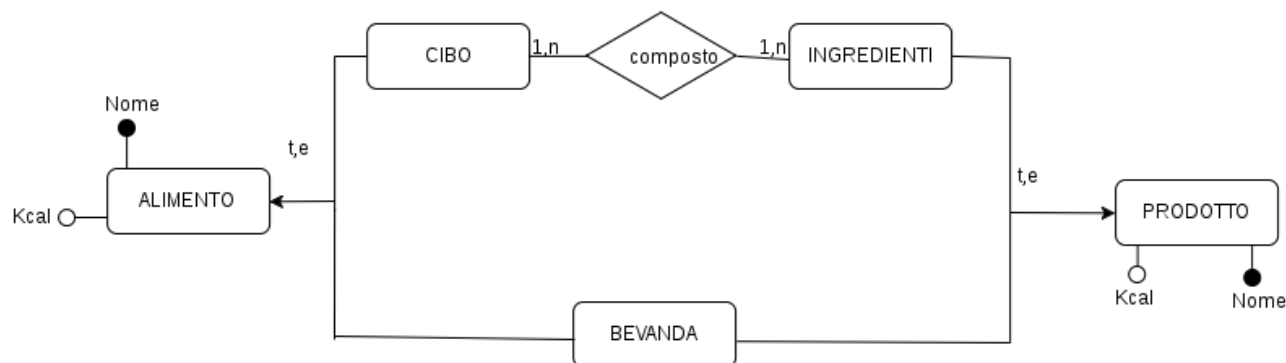 CIBO
1,n
composto
1,n
INGREDIENTI
Nome
t,e
t,e
ALIMENTO
PRODOTTO
Kcal
Kcal
Nome
BEVANDA